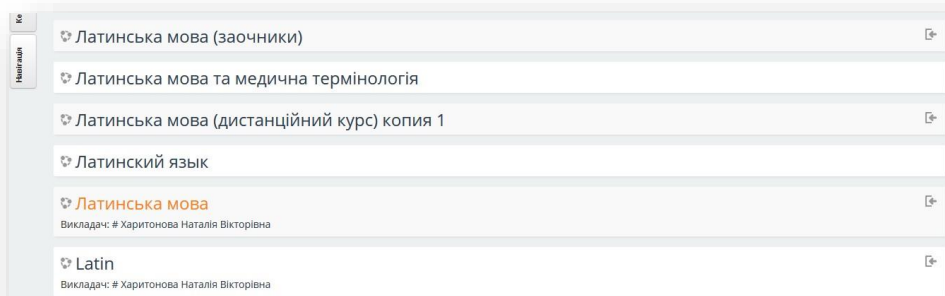 Ке
Навігація
Латинська мова (заочники)
Латинська мова та медична термінологія
Латинська мова (дистанційний курс) копия 1
Латинский язык
Латинська мова
Викладач: # Харитонова Наталія Вікторівна
Latin
Викладач: # Харитонова Наталія Вікторівна